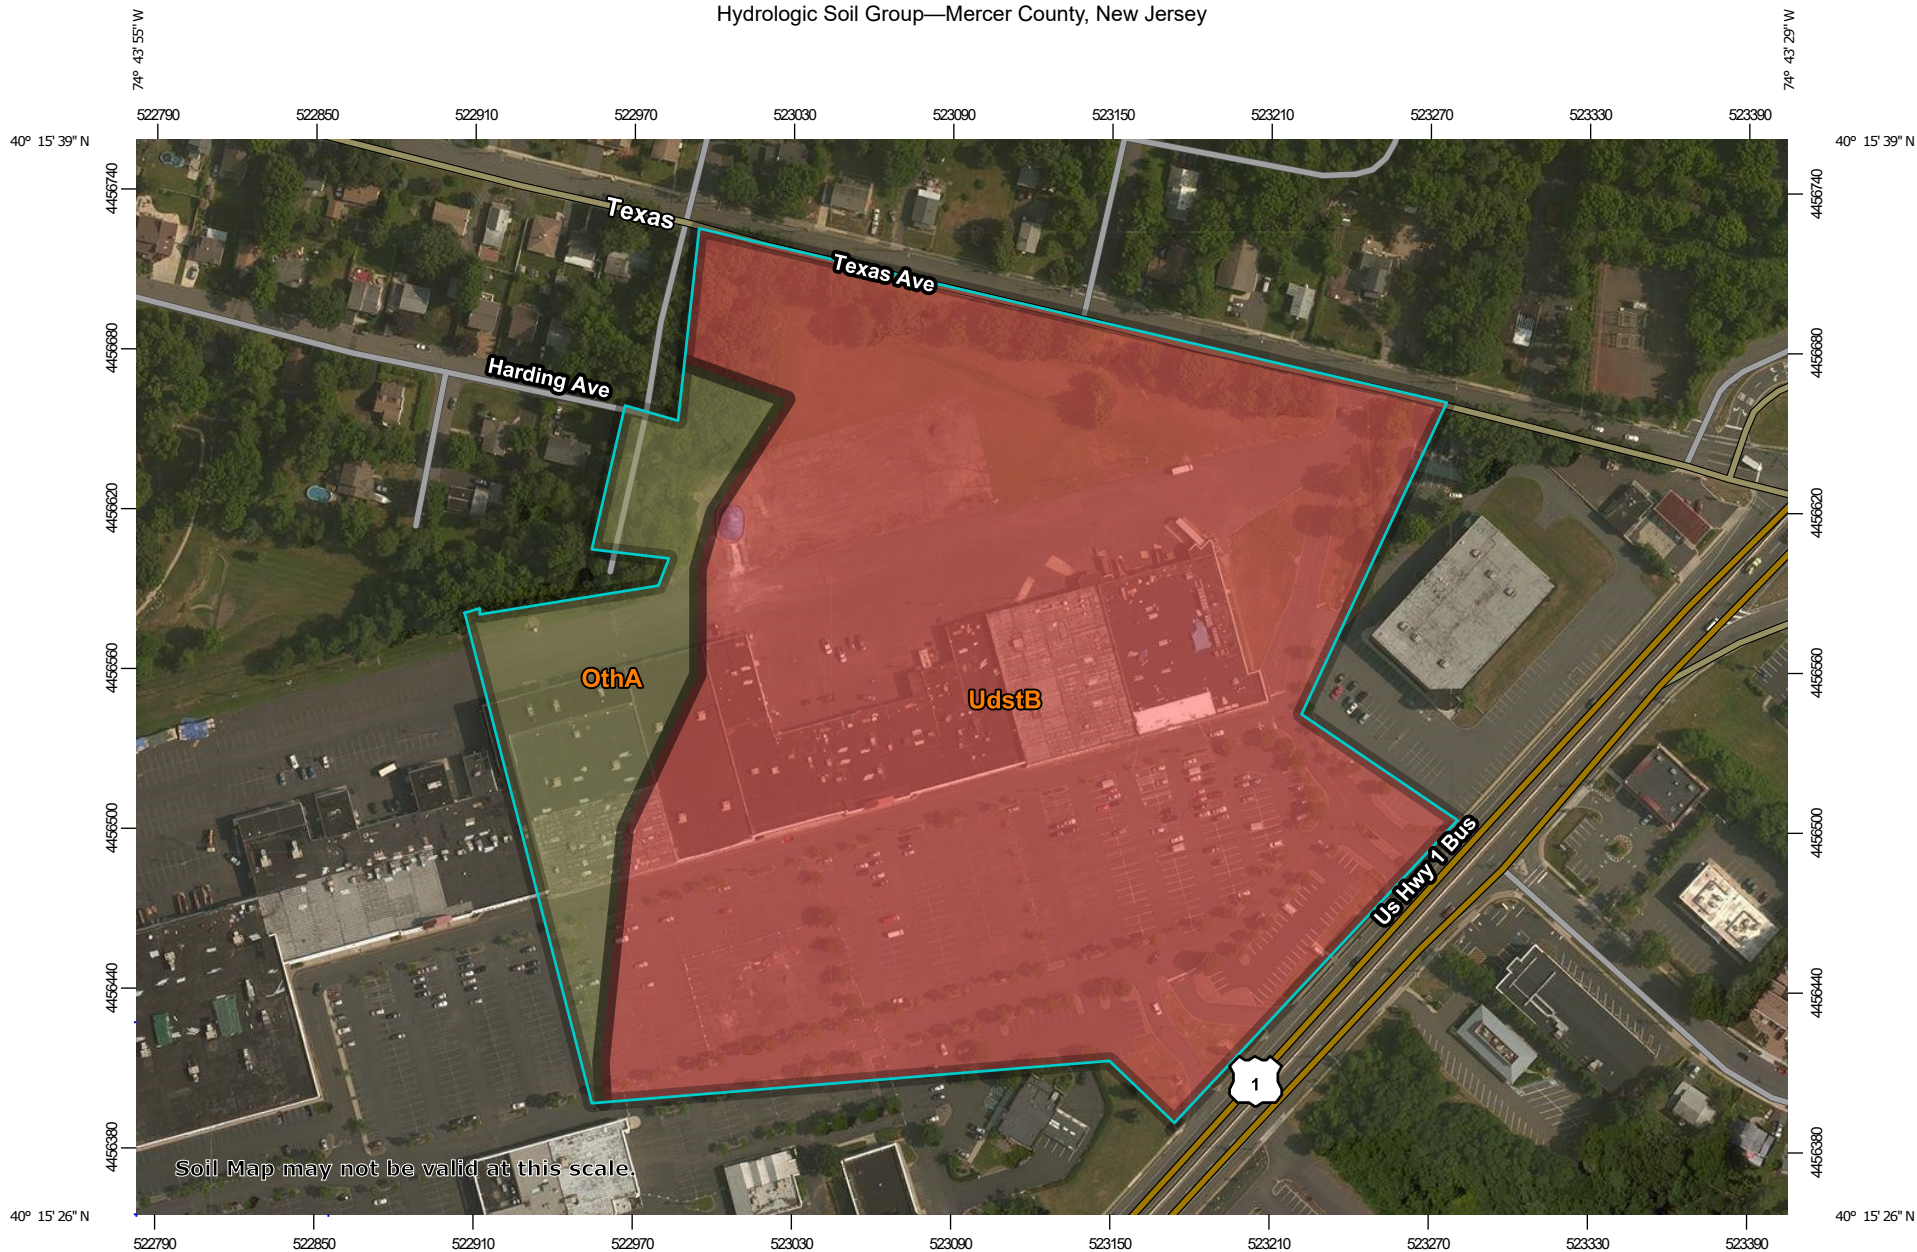 Hydrologic Soil Group—Mercer County, New Jersey
74° 43' 55" W
74° 43' 29" W
522790 522850 522910 522970 523030 523090 523150 523210 523270 523330 523390
40° 15' 39" N
40° 15' 39" N
4456740
4456740
Texas
Texas Ave
4456680
4456680
Harding Ave
4456620
4456620
4456560
4456560
OthA
UdstB
4456500
4456500
Us Hwy 1 Bus
4456440
4456440
1
4456380
4456380
Soil Map may not be valid at this scale.
40° 15' 26" N
40° 15' 26" N
522790 522850 522910 522970 523030 523090 523150 523210 523270 523330 523390